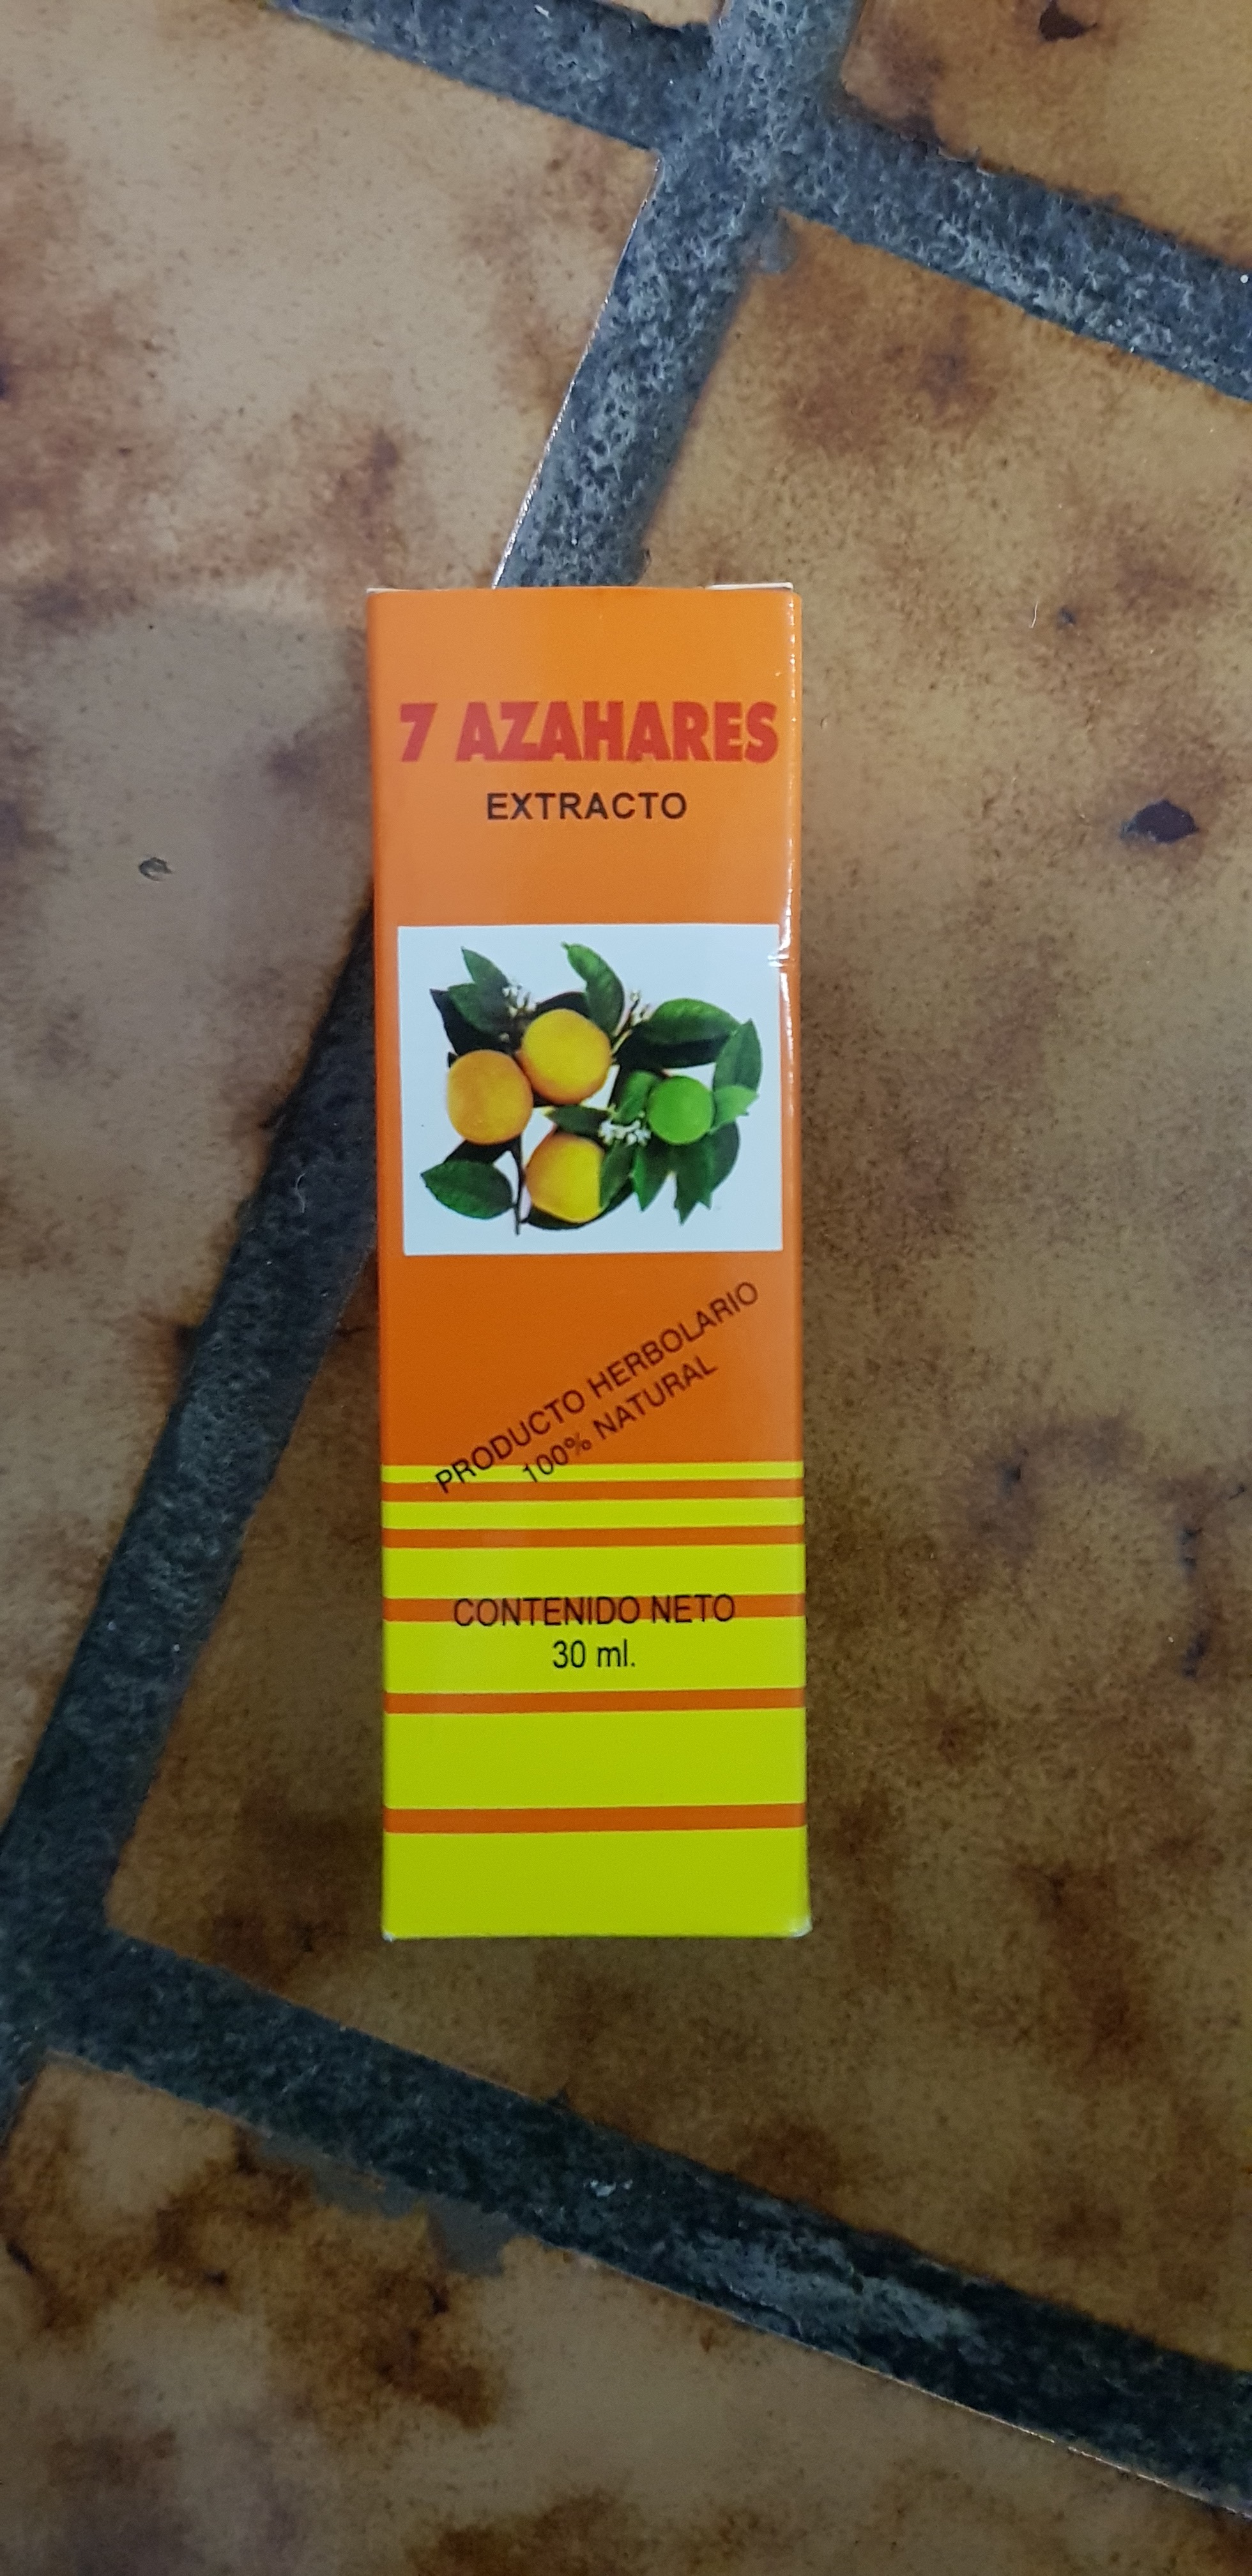 7 AZAHARES
EXTRACTO
PRODUCTO HERBOLARIO
100% NATURAL
CONTENIDO NETO
30 ml.